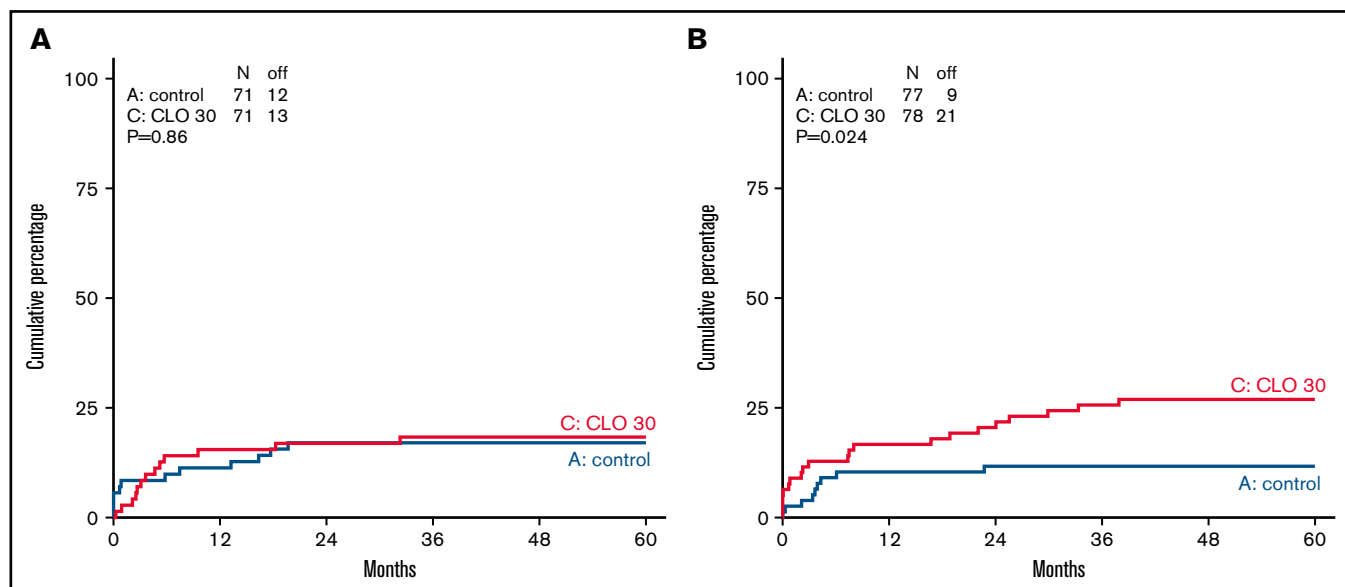 A
N off
A: control 71 12
C: CLO 30 71 13
P=0.86
100
75
50
25
0
Cumulative percentage
C: CLO 30
A: control
0 12 24 36 48 60
Months
B
N off
A: control 77 9
C: CLO 30 78 21
P=0.024
100
75
50
25
0
Cumulative percentage
C: CLO 30
A: control
0 12 24 36 48 60
Months